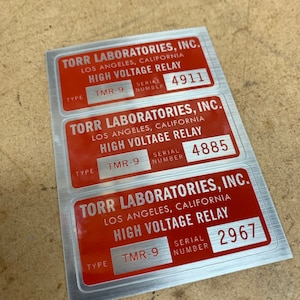 TORR LABORATORIES, INC.
LOS ANGELES, CALIFORNIA
HIGH VOLTAGE RELAY
TYPE TMR-9 SERIAL NUMBER 4911
TORR LABORATORIES, INC.
LOS ANGELES, CALIFORNIA
HIGH VOLTAGE RELAY
TYPE TMR-9 SERIAL NUMBER 4885
TORR LABORATORIES, INC.
LOS ANGELES, CALIFORNIA
HIGH VOLTAGE RELAY
TYPE TMR-9 SERIAL NUMBER 2967